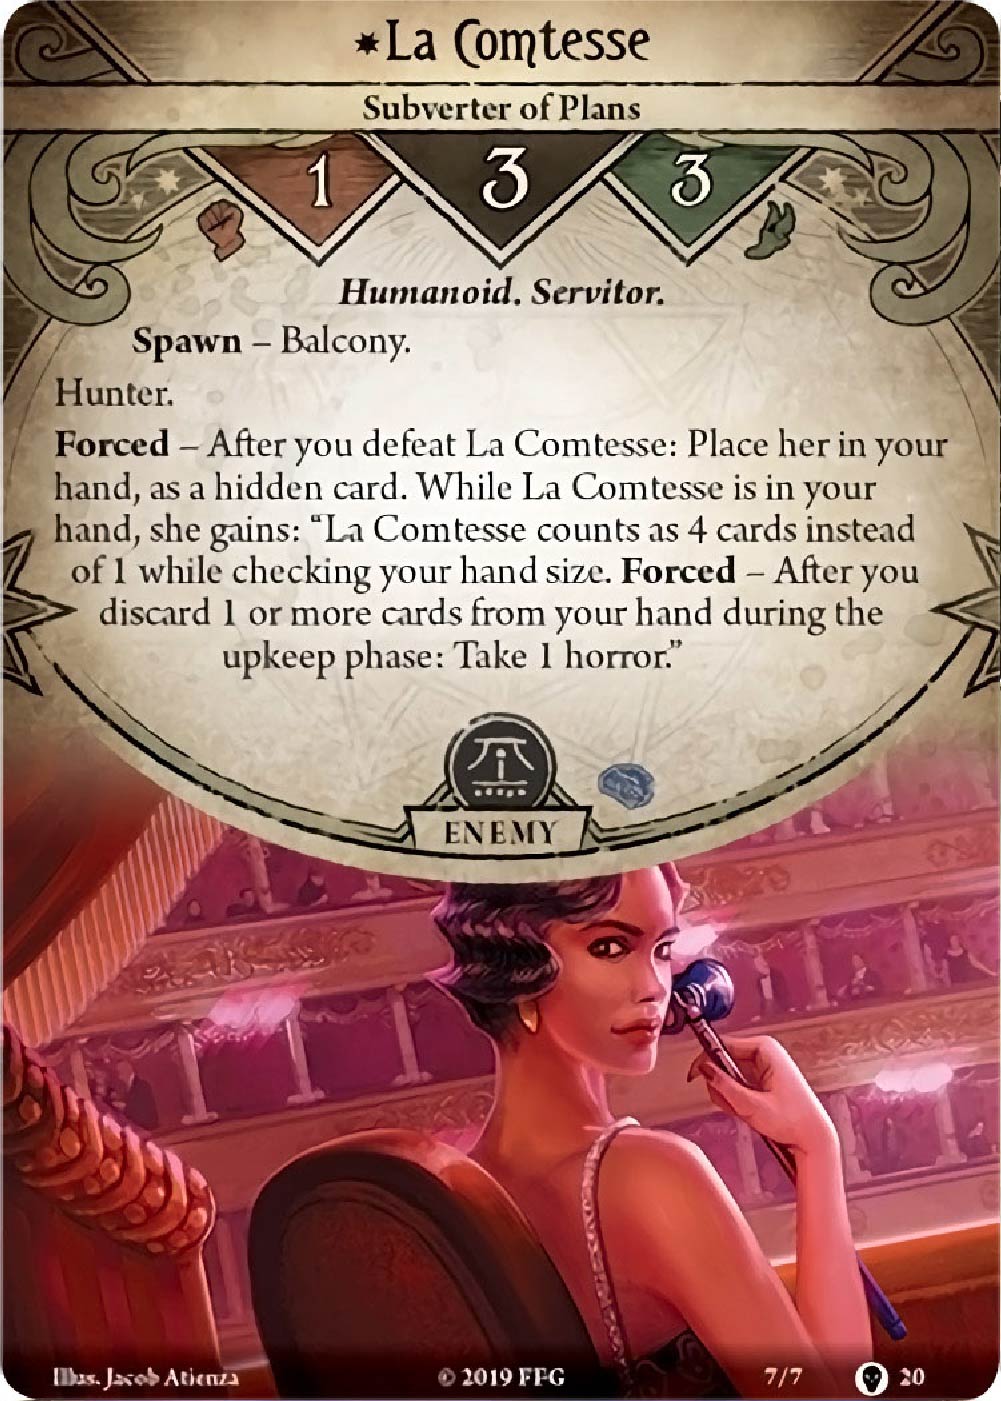 La Comtesse
Subverter of Plans
1 3 3
Humanoid. Servitor.
Spawn – Balcony.
Hunter.
Forced – After you defeat La Comtesse: Place her in your
hand, as a hidden card. While La Comtesse is in your
hand, she gains: “La Comtesse counts as 4 cards instead
of 1 while checking your hand size. Forced – After you
discard 1 or more cards from your hand during the
upkeep phase: Take 1 horror.”
ENEMY
Illus. Jacob Atienza © 2019 FFG 7/7 20